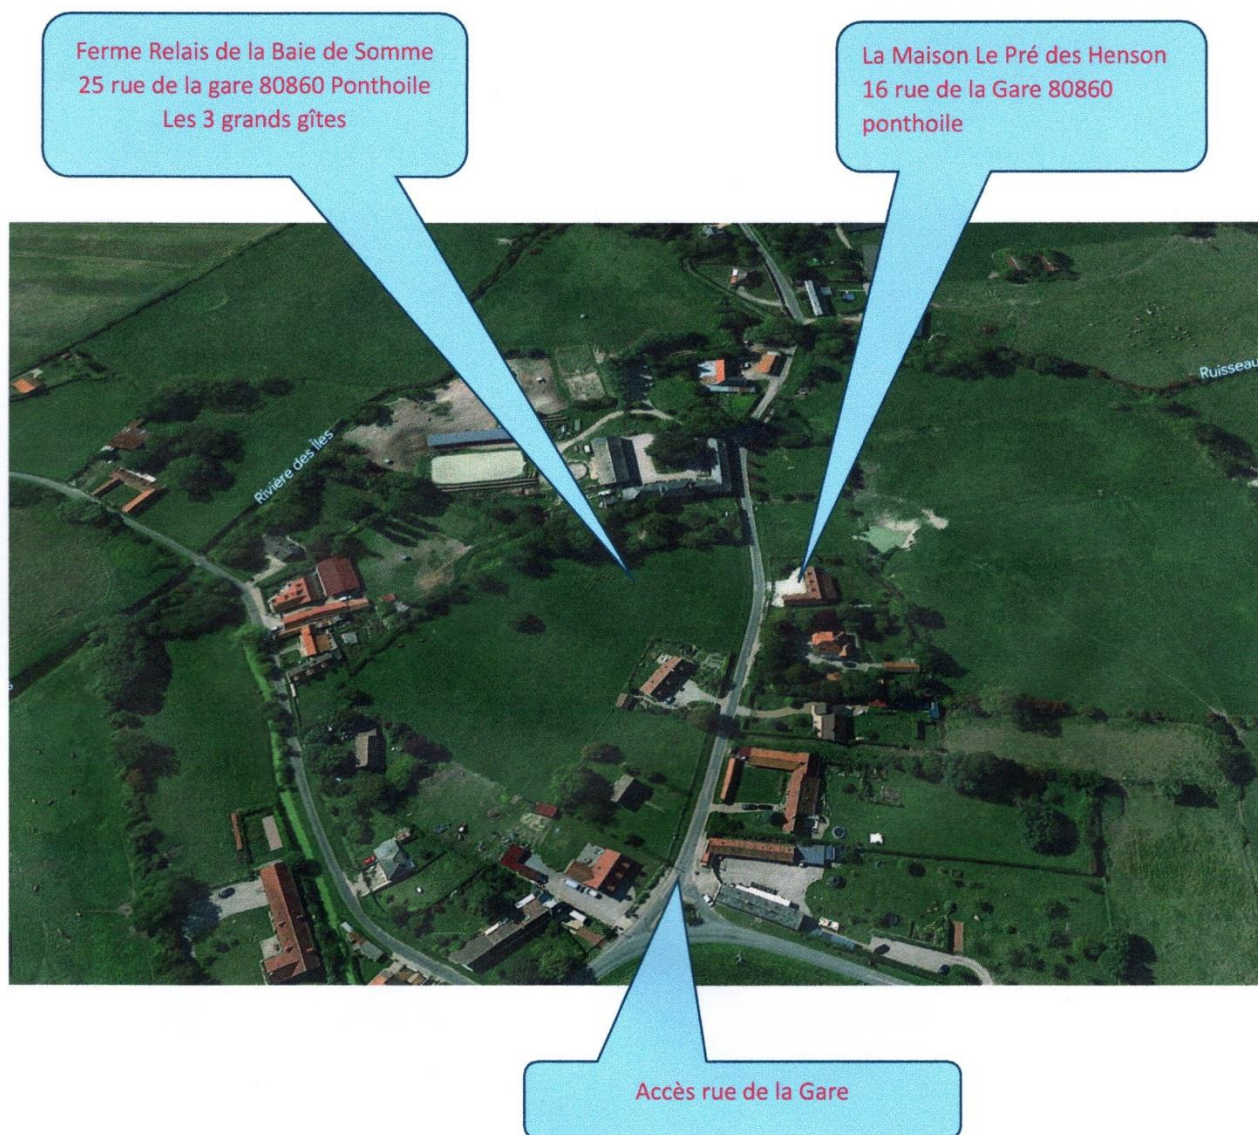 Ferme Relais de la Baie de Somme
25 rue de la gare 80860 Ponthoile
Les 3 grands gîtes
La Maison Le Pré des Henson
16 rue de la Gare 80860
ponthoile
Ruisseau
Rivière des Îles
Accès rue de la Gare